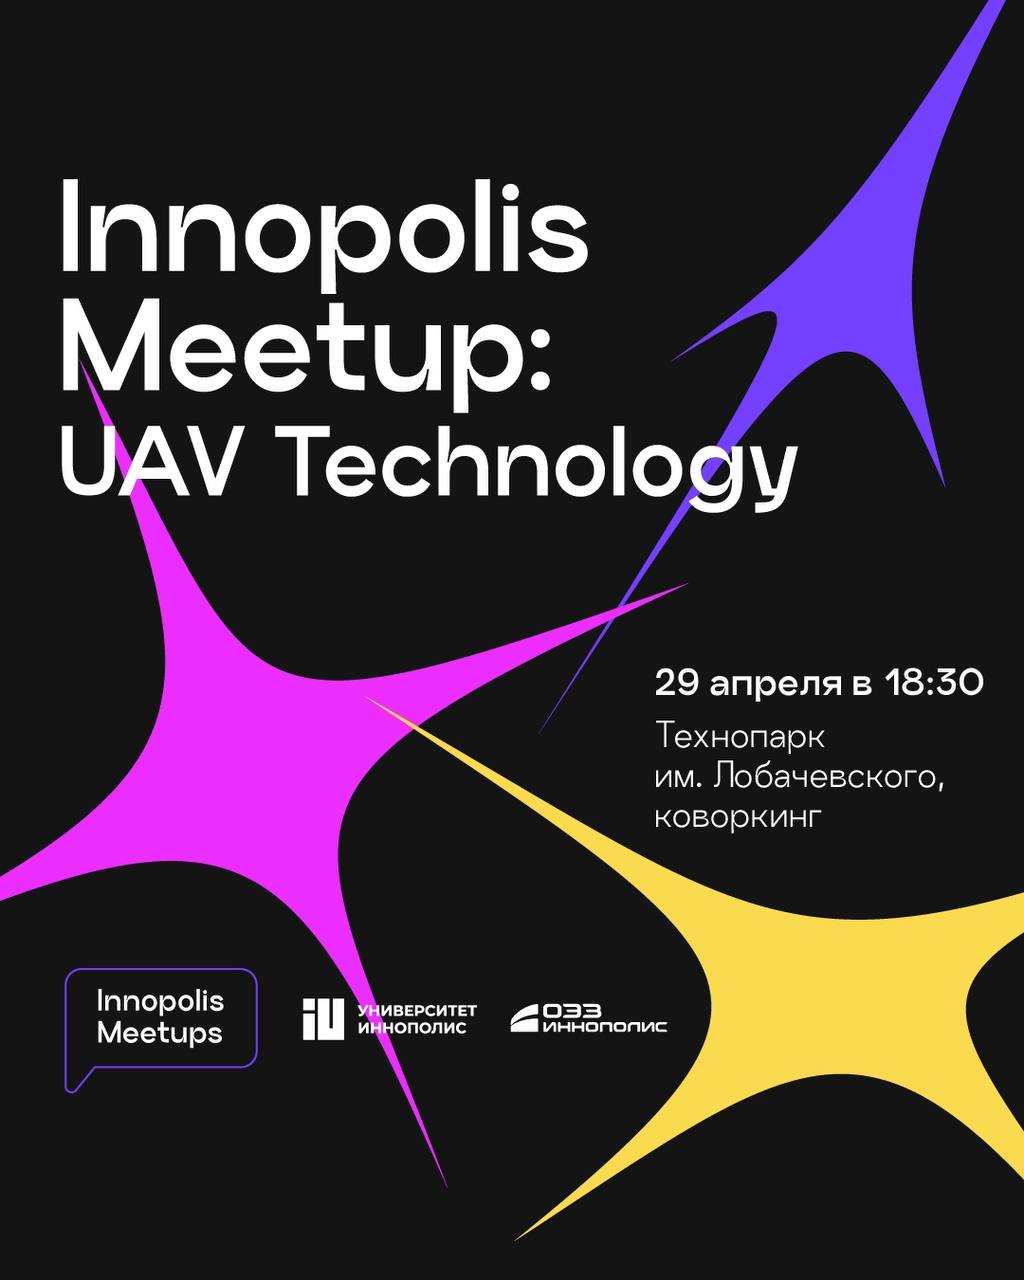 Innopolis
Meetup:
UAV Technology
29 апреля в 18:30
Технопарк
им. Лобачевского,
коворкинг
Innopolis
Meetups
УНИВЕРСИТЕТ
ИННОПОЛИС
ОЭЗ
ИННОПОЛИС